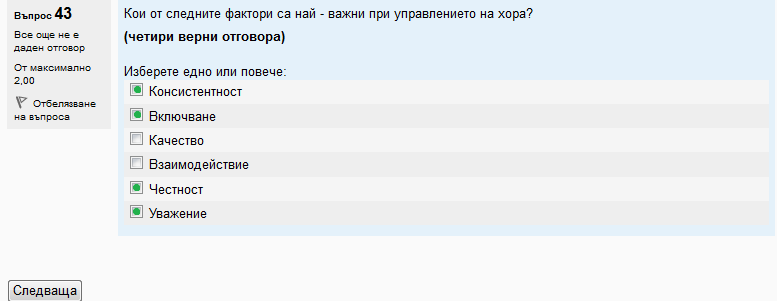 Въпрос 43
Все още не е
даден отговор
От максимално
2,00
Отбелязване
на въпроса
Кои от следните фактори са най - важни при управлението на хора?
(четири верни отговора)
Изберете едно или повече:
Консистентност
Включване
Качество
Взаимодействие
Честност
Уважение
Следваща